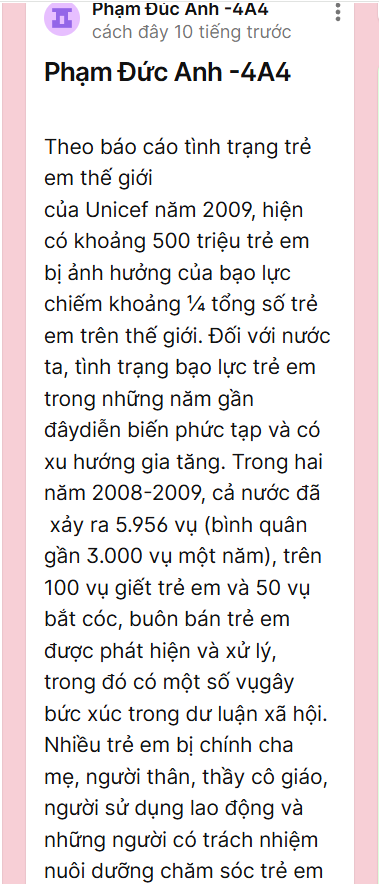 Phạm Đức Anh -4A4
cách đây 10 tiếng trước
Phạm Đức Anh -4A4
Theo báo cáo tình trạng trẻ
em thế giới
của Unicef năm 2009, hiện
có khoảng 500 triệu trẻ em
bị ảnh hưởng của bạo lực
chiếm khoảng ¼ tổng số trẻ
em trên thế giới. Đối với nước
ta, tình trạng bạo lực trẻ em
trong những năm gần
đâydiễn biến phức tạp và có
xu hướng gia tăng. Trong hai
năm 2008-2009, cả nước đã
xảy ra 5.956 vụ (bình quân
gần 3.000 vụ một năm), trên
100 vụ giết trẻ em và 50 vụ
bắt cóc, buôn bán trẻ em
được phát hiện và xử lý,
trong đó có một số vụgây
bức xúc trong dư luận xã hội.
Nhiều trẻ em bị chính cha
mẹ, người thân, thầy cô giáo,
người sử dụng lao động và
những người có trách nhiệm
nuôi dưỡng chăm sóc trẻ em